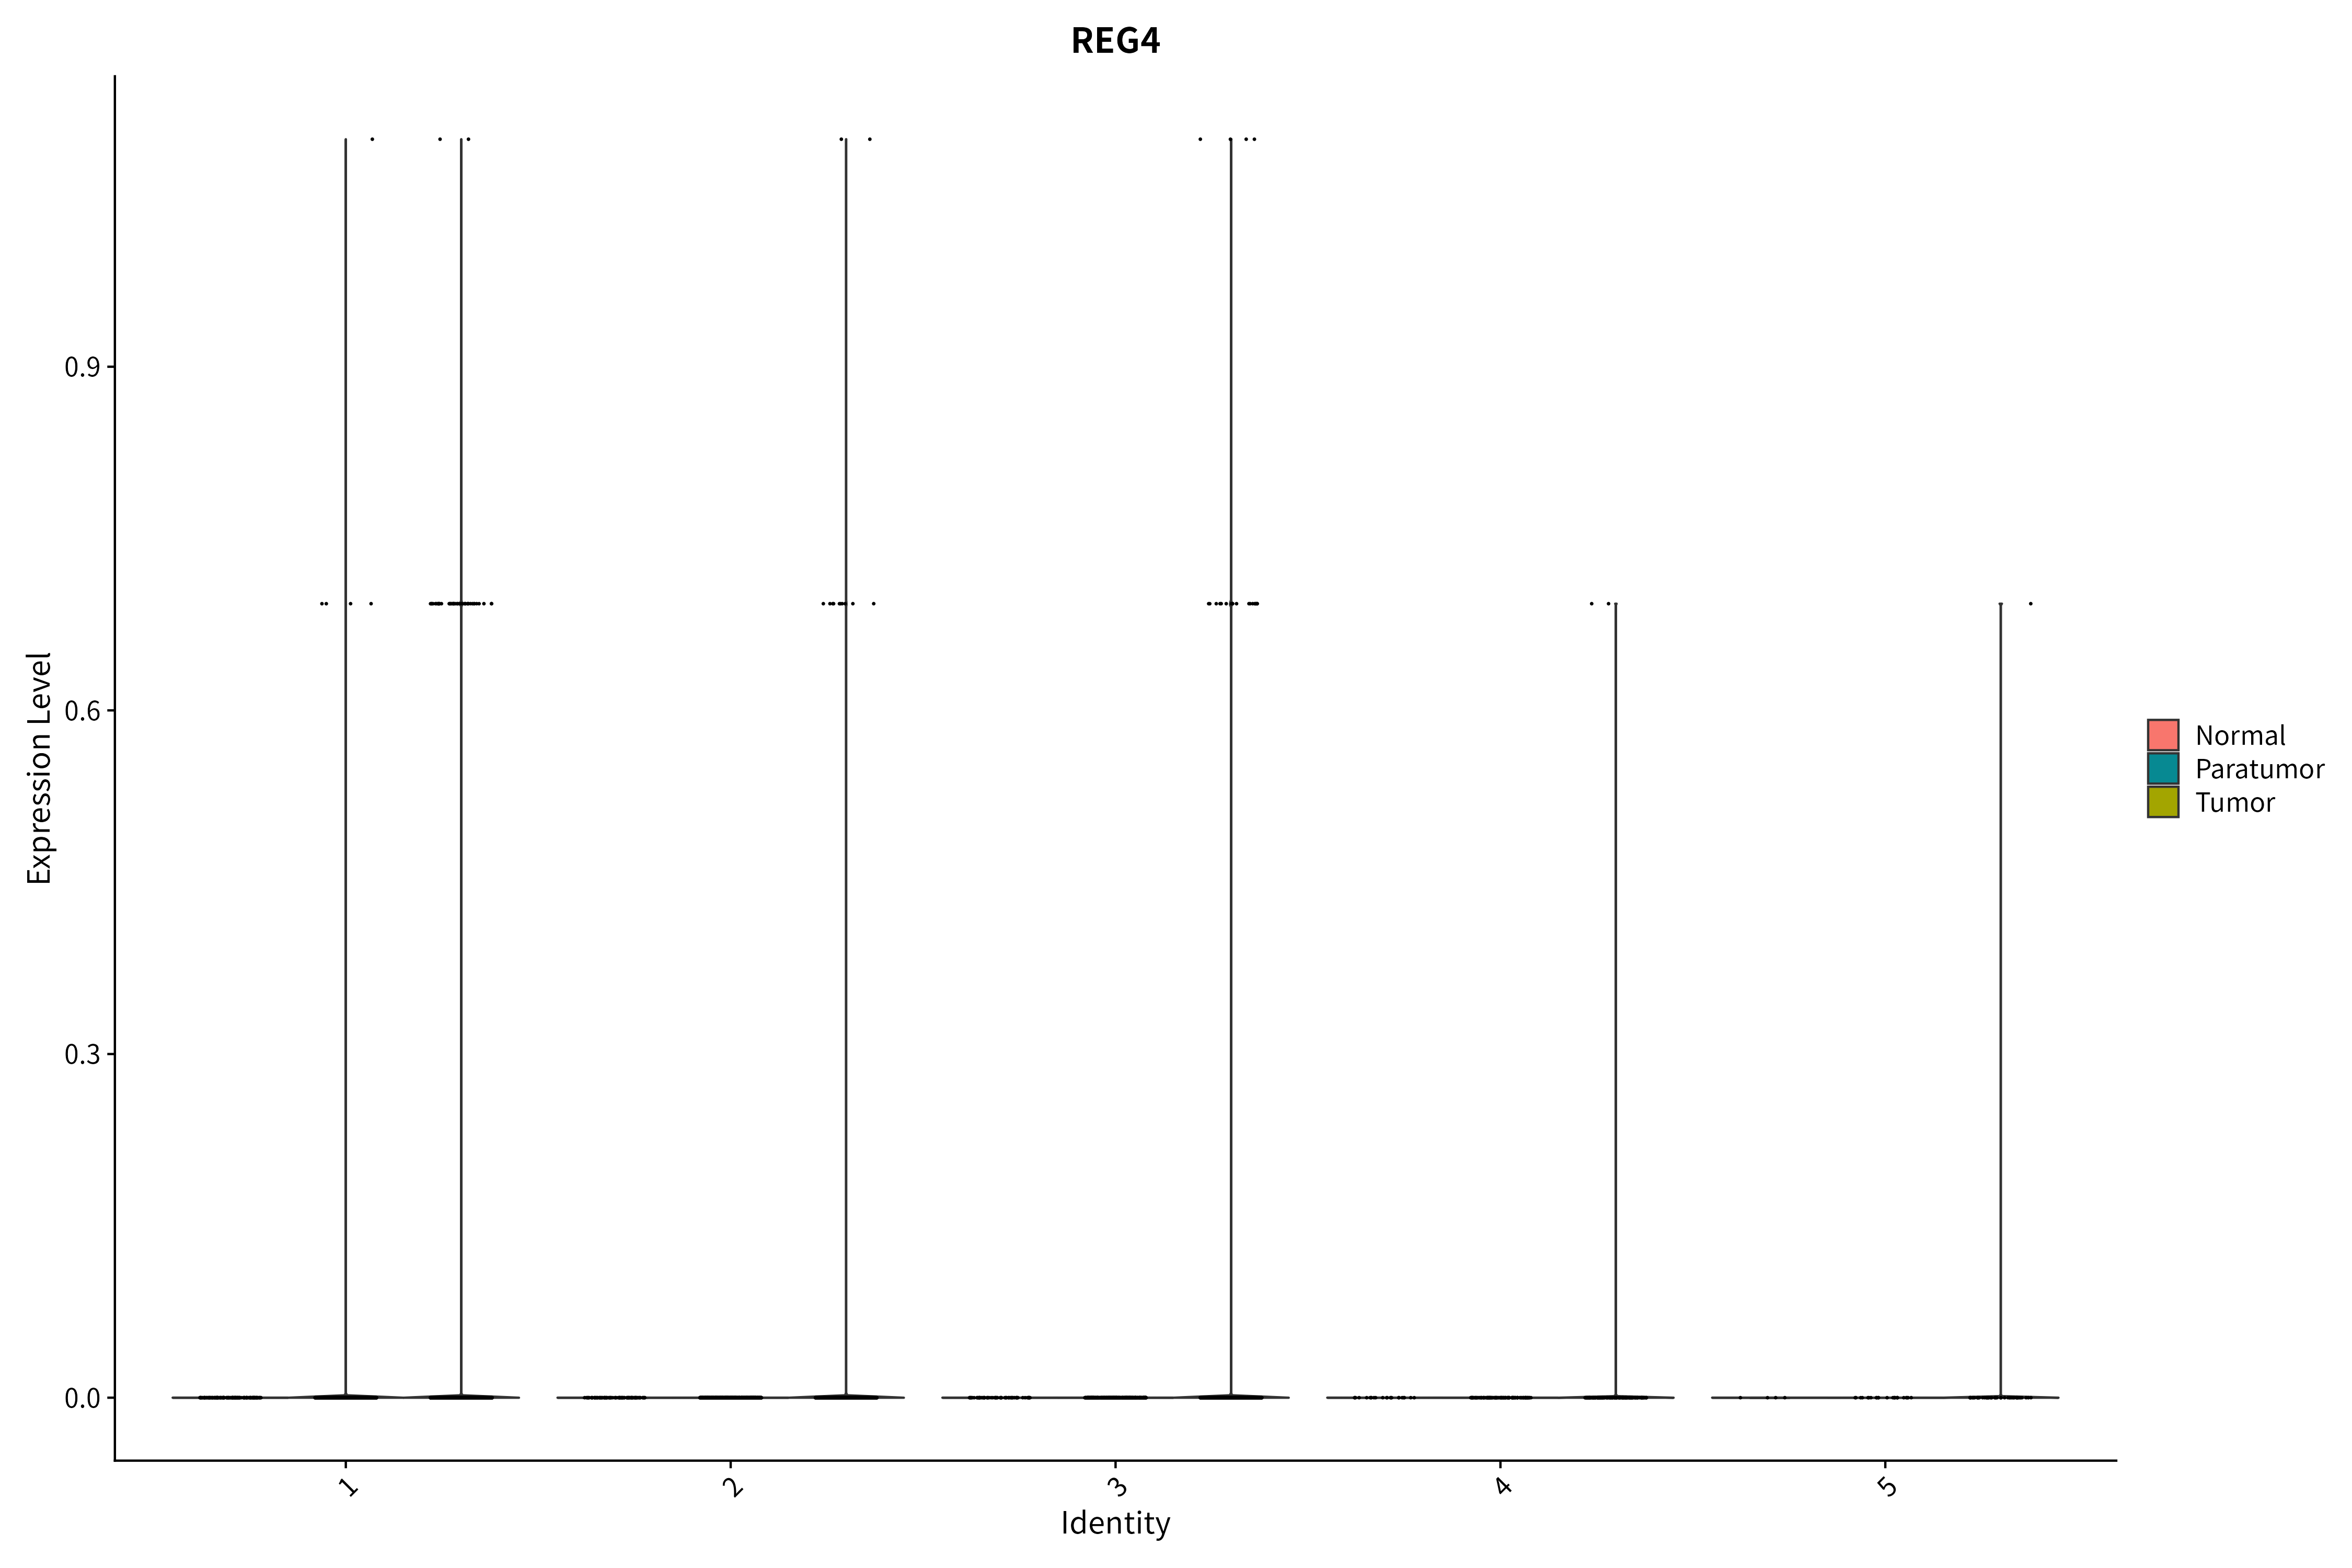 REG4
Expression Level
0.9
0.6
0.3
0.0
1
2
3
4
5
Identity
Normal
Paratumor
Tumor